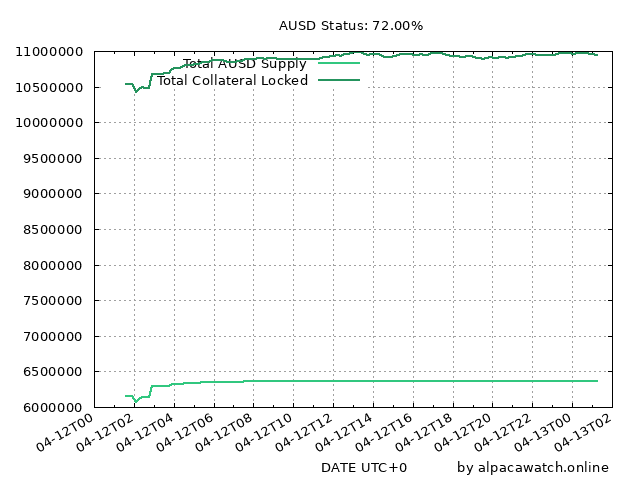 AUSD Status: 72.00%
11000000
10500000
10000000
9500000
9000000
8500000
8000000
7500000
7000000
6500000
6000000
Total AUSD Supply
Total Collateral Locked
04-12T00
04-12T02
04-12T04
04-12T06
04-12T08
04-12T10
04-12T12
04-12T14
04-12T16
04-12T18
04-12T20
04-12T22
04-13T00
04-13T02
DATE UTC+0
by alpacawatch.online